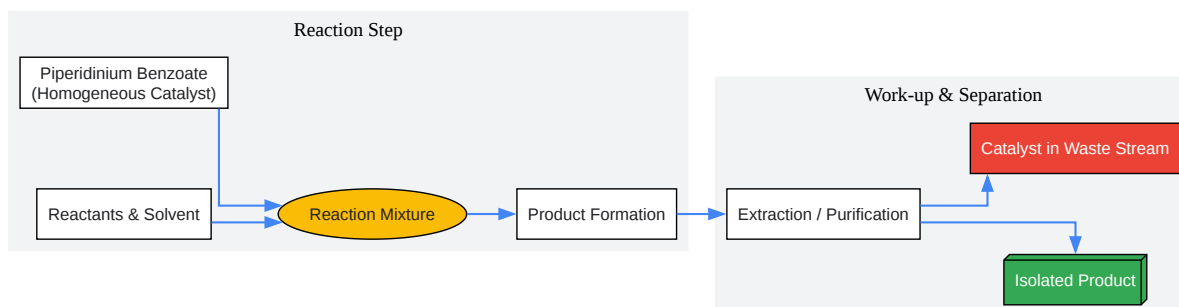 Reaction Step
Piperidinium Benzoate
(Homogeneous Catalyst)
Reactants & Solvent
Reaction Mixture
Product Formation
Work-up & Separation
Extraction / Purification
Catalyst in Waste Stream
Isolated Product